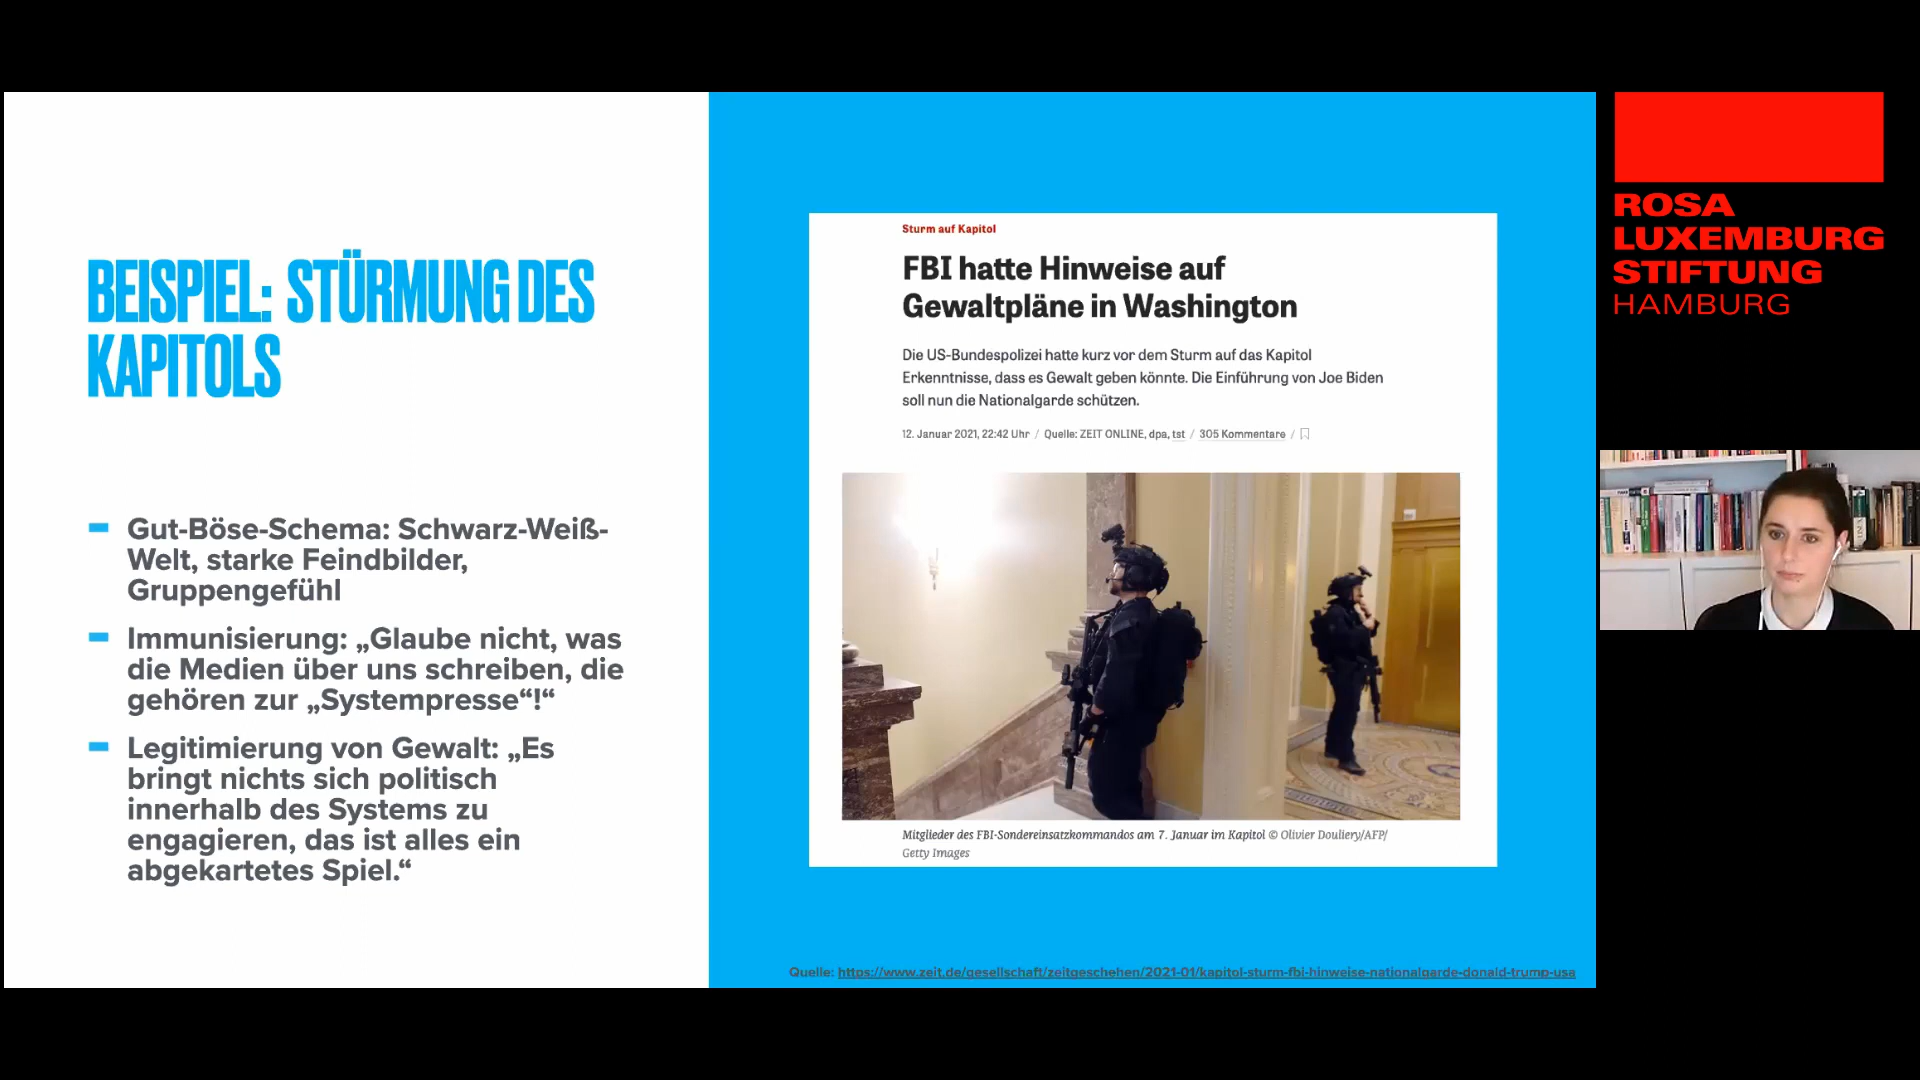 BEISPIEL: STÜRMUNG DES
KAPITOLS
Gut-Böse-Schema: Schwarz-Weiß-
Welt, starke Feindbilder,
Gruppengefühl
Immunisierung: „Glaube nicht, was
die Medien über uns schreiben, die
gehören zur „Systempresse“!“
Legitimierung von Gewalt: „Es
bringt nichts sich politisch
innerhalb des Systems zu
engagieren, das ist alles ein
abgekartetes Spiel.“
Sturm auf Kapitol
FBI hatte Hinweise auf
Gewaltpläne in Washington
Die US-Bundespolizei hatte kurz vor dem Sturm auf das Kapitol
Erkenntnisse, dass es Gewalt geben könnte. Die Einführung von Joe Biden
soll nun die Nationalgarde schützen.
12. Januar 2021, 22:42 Uhr / Quelle: ZEIT ONLINE, dpa, tst / 305 Kommentare /
Mitglieder des FBI-Sondereinsatzkommandos am 7. Januar im Kapitol © Olivier Douliery/AFP/
Getty Images
Quelle: https://www.zeit.de/gesellschaft/zeitgeschehen/2021-01/kapitol-sturm-fbi-hinweise-nationalgarde-donald-trump-usa
ROSA
LUXEMBURG
STIFTUNG
HAMBURG